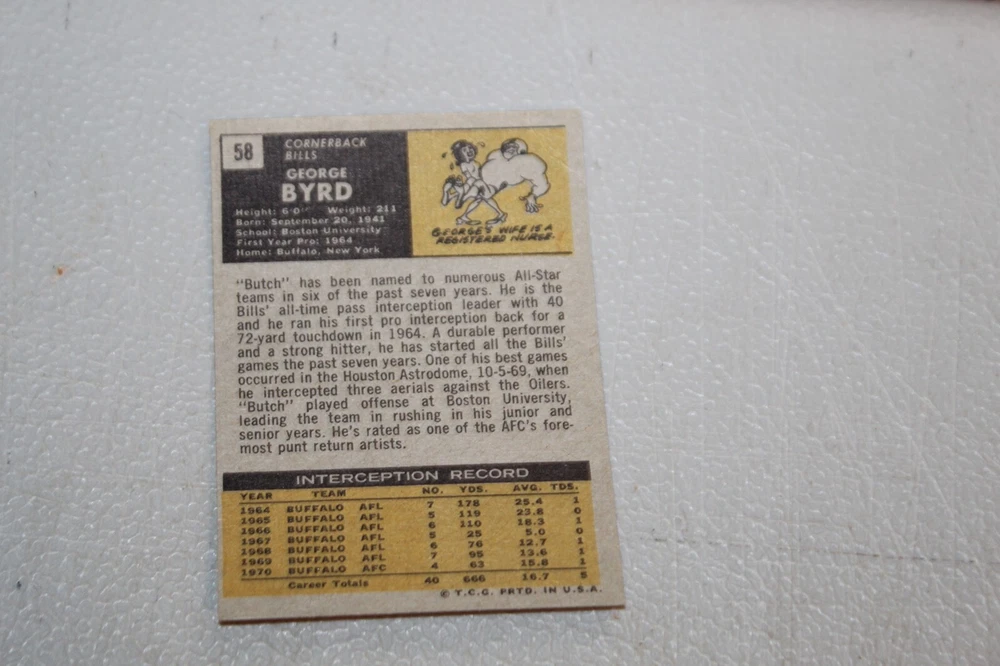 58
CORNERBACK
BILLS
GEORGE
BYRD
Height: 6'0" Weight: 211
Born: September 20, 1941
School: Boston University
First Year Pro: 1964
Home: Buffalo, New York
GEORGE'S WIFE IS A
REGISTERED NURSE.
"Butch" has been named to numerous All-Star
teams in six of the past seven years. He is the
Bills' all-time pass interception leader with 40
and he ran his first pro interception back for a
72-yard touchdown in 1964. A durable performer
and a strong hitter, he has started all the Bills'
games the past seven years. One of his best games
occurred in the Houston Astrodome, 10-5-69, when
he intercepted three aerials against the Oilers.
"Butch" played offense at Boston University,
leading the team in rushing in his junior and
senior years. He's rated as one of the AFC's fore-
most punt return artists.
INTERCEPTION RECORD
YEAR TEAM NO. YDS. AVG. TDS.
1964 BUFFALO AFL 7 178 25.4 1
1965 BUFFALO AFL 5 119 23.8 0
1966 BUFFALO AFL 6 110 18.3 1
1967 BUFFALO AFL 5 25 5.0 0
1968 BUFFALO AFL 6 76 12.7 1
1969 BUFFALO AFL 7 95 13.6 1
1970 BUFFALO AFC 4 63 15.8 1
Career Totals 40 666 16.7 5
© T.C.G. PRTD. IN U.S.A.